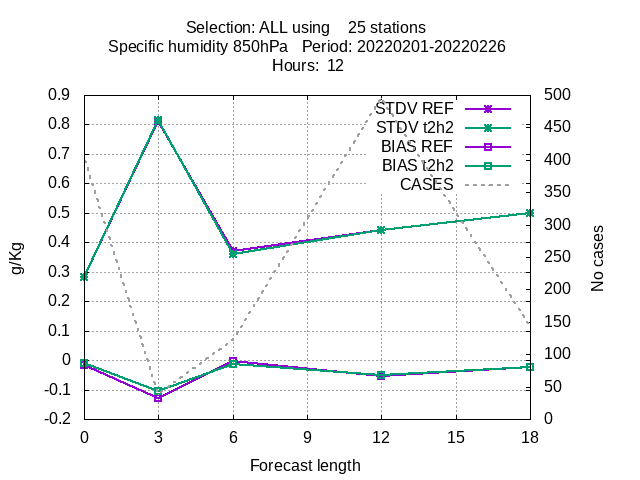 Selection: ALL using    25 stations
Specific humidity 850hPa   Period: 20220201-20220226
Hours:  12
STDV REF
STDV t2h2
BIAS REF
BIAS t2h2
CASES
0.9
0.8
0.7
0.6
0.5
0.4
0.3
0.2
0.1
0
-0.1
-0.2
g/Kg
500
450
400
350
300
250
200
150
100
50
0
No cases
0 3 6 9 12 15 18
Forecast length